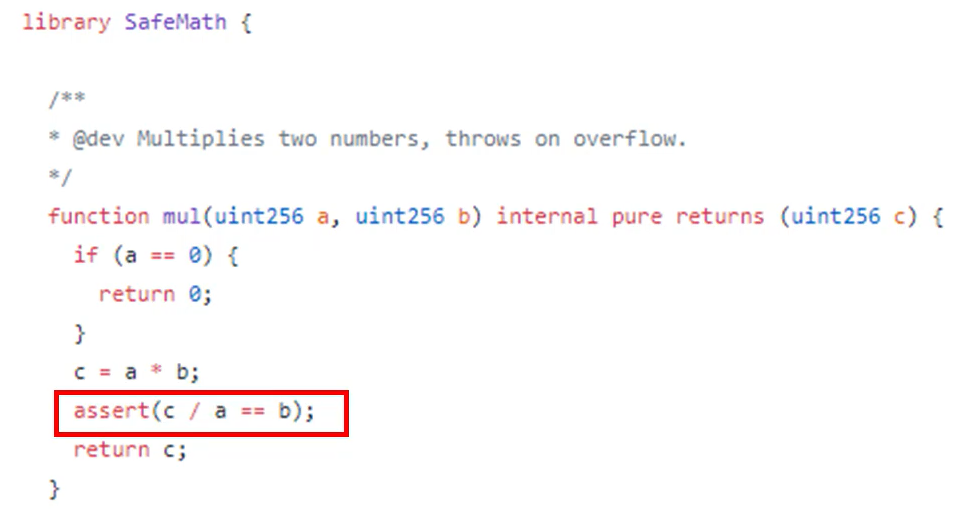 library SafeMath {
/**
* @dev Multiplies two numbers, throws on overflow.
*/
function mul(uint256 a, uint256 b) internal pure returns (uint256 c) {
if (a == 0) {
return 0;
}
c = a * b;
assert(c / a == b);
return c;
}